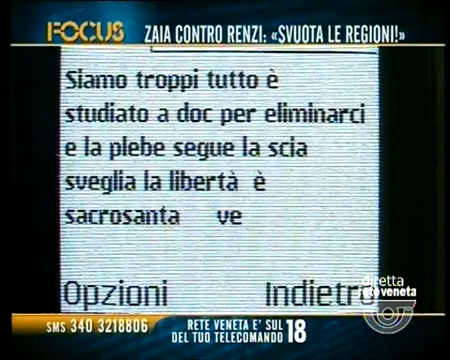 FOCUS
ZAIA CONTRO RENZI: «SVUOTA LE REGIONI!»
Siamo troppi tutto è
studiato a doc per eliminarci
e la plebe segue la scia
sveglia la libertà è
sacrosanta ve
Opzioni Indietro
diretta
reteveneta
SMS 340 3218806
RETE VENETA E' SUL
DEL TUO TELECOMANDO 18